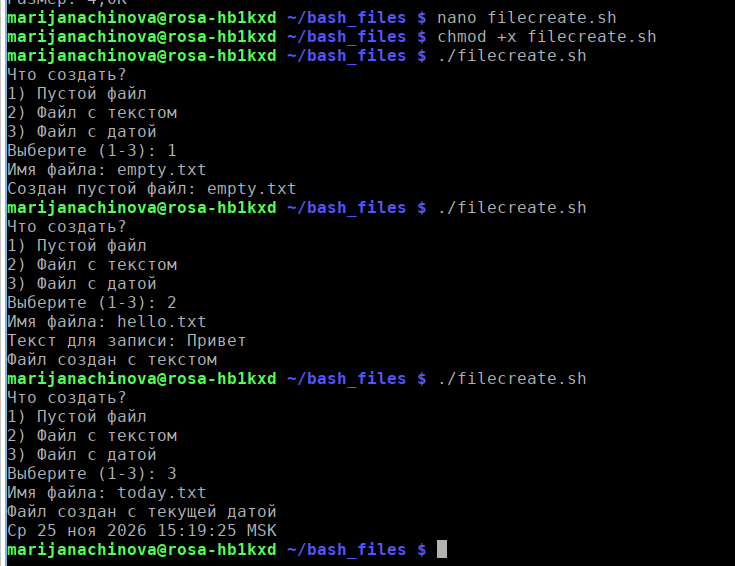 Размер: 4,0K
marijanachinova@rosa-hb1kxd ~/bash_files $ nano filecreate.sh
marijanachinova@rosa-hb1kxd ~/bash_files $ chmod +x filecreate.sh
marijanachinova@rosa-hb1kxd ~/bash_files $ ./filecreate.sh
Что создать?
1) Пустой файл
2) Файл с текстом
3) Файл с датой
Выберите (1-3): 1
Имя файла: empty.txt
Создан пустой файл: empty.txt
marijanachinova@rosa-hb1kxd ~/bash_files $ ./filecreate.sh
Что создать?
1) Пустой файл
2) Файл с текстом
3) Файл с датой
Выберите (1-3): 2
Имя файла: hello.txt
Текст для записи: Привет
Файл создан с текстом
marijanachinova@rosa-hb1kxd ~/bash_files $ ./filecreate.sh
Что создать?
1) Пустой файл
2) Файл с текстом
3) Файл с датой
Выберите (1-3): 3
Имя файла: today.txt
Файл создан с текущей датой
Ср 25 ноя 2026 15:19:25 MSK
marijanachinova@rosa-hb1kxd ~/bash_files $